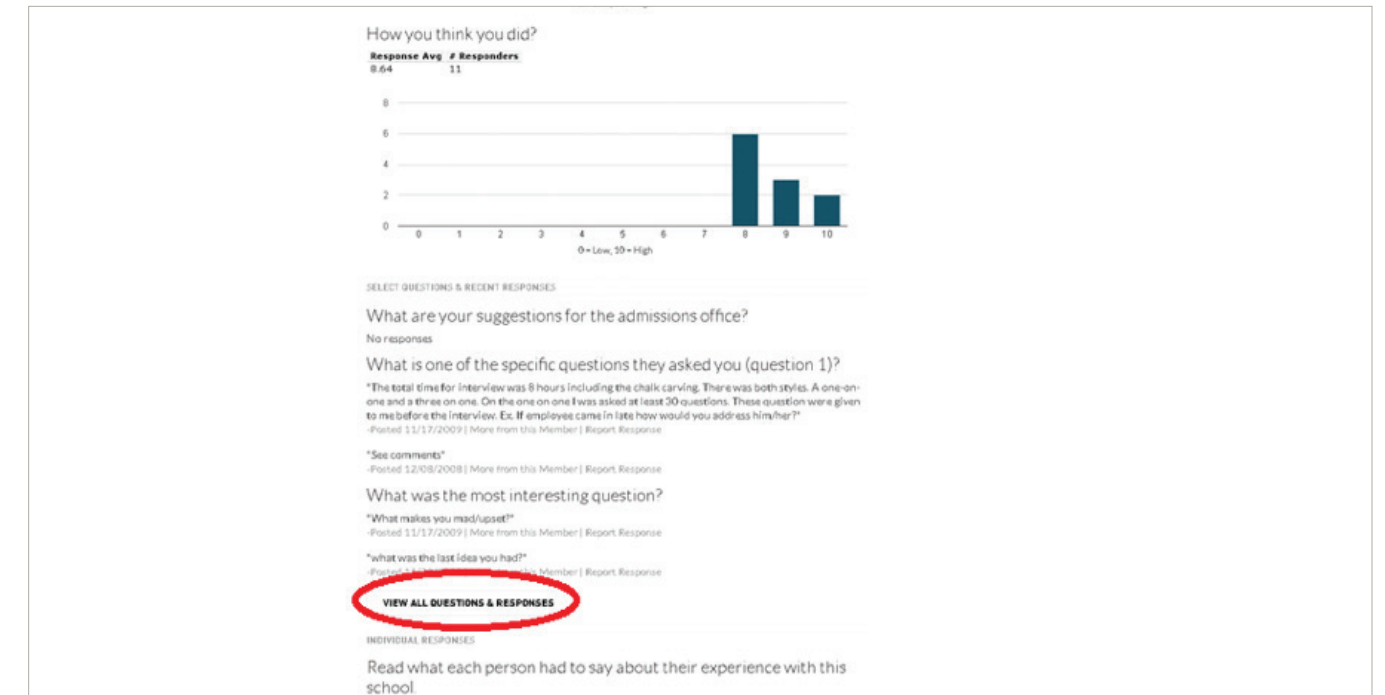 How you think you did?
Response Avg # Responders
8.64 11
8
6
4
2
0
0 1 2 3 4 5 6 7 8 9 10
0 = Low, 10 = High
SELECT QUESTIONS & RECENT RESPONSES
What are your suggestions for the admissions office?
No responses
What is one of the specific questions they asked you (question 1)?
"The total time for interview was 8 hours including the chalk carving. There was both styles. A one-on-
one and a three on one. On the one on one I was asked at least 30 questions. These question were given
to me before the interview. Ex. If employee came in late how would you address him/her?"
-Posted 11/17/2009 | More from this Member | Report Response
"See comments"
-Posted 12/08/2008 | More from this Member | Report Response
What was the most interesting question?
"What makes you mad/upset?"
-Posted 11/17/2009 | More from this Member | Report Response
"what was the last idea you had?"
-Posted this Member | Report Response
VIEW ALL QUESTIONS & RESPONSES
INDIVIDUAL RESPONSES
Read what each person had to say about their experience with this
school.